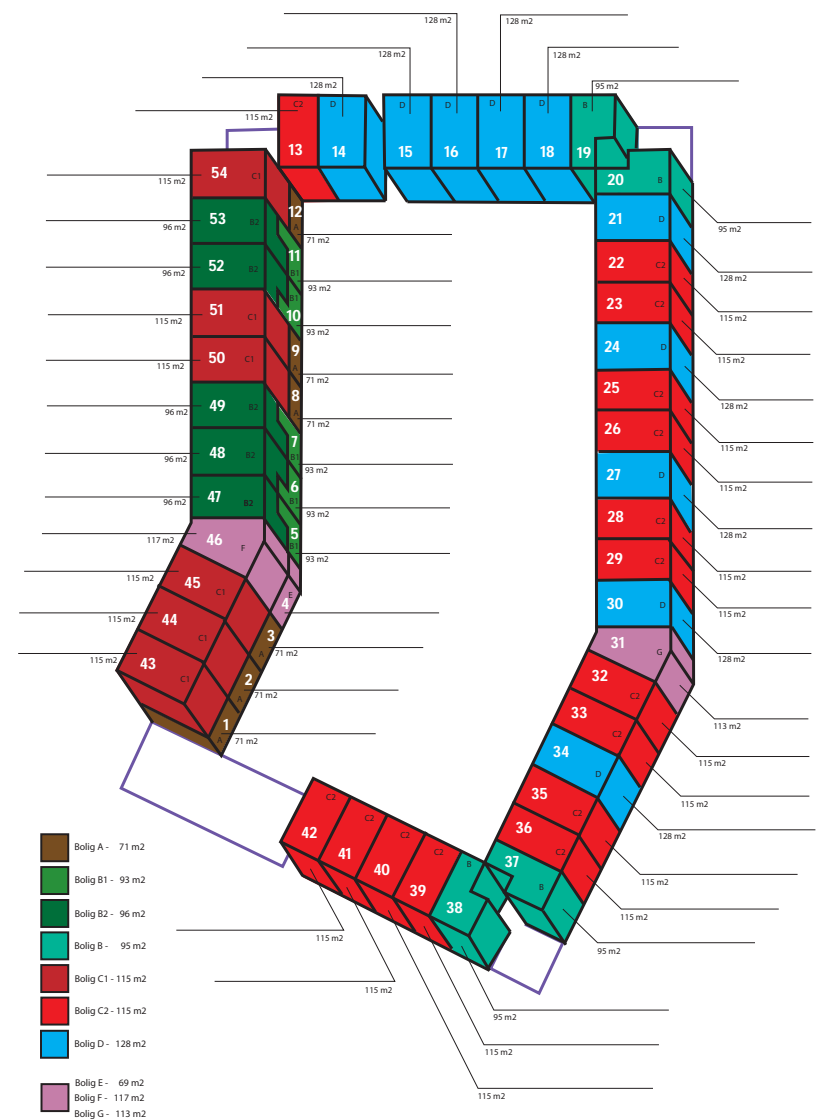 128 m2
128 m2
128 m2
128 m2
128 m2
95 m2
115 m2
C2
D
D
D
D
D
B
13
14
15
16
17
18
19
54 C1
115 m2
12
A
71 m2
20 B
95 m2
53 B2
96 m2
11
B1
93 m2
21 D
128 m2
52 B2
96 m2
B1
10
93 m2
22 C2
115 m2
51 C1
115 m2
9
A
71 m2
23 C2
115 m2
50 C1
115 m2
8
A
71 m2
24 D
128 m2
49 B2
96 m2
7
B1
93 m2
25 C2
115 m2
48 B2
96 m2
6
B1
93 m2
26 C2
115 m2
47 B2
96 m2
5
B1
93 m2
27 D
128 m2
46 F
117 m2
E
4
28 C2
115 m2
45 C1
115 m2
3
A
71 m2
29 C2
115 m2
44 C1
115 m2
2
A
71 m2
30 D
128 m2
43 C1
115 m2
1
A
71 m2
31 G
113 m2
32 C2
115 m2
33 C2
115 m2
34 D
128 m2
35 C2
115 m2
36 C2
115 m2
37 B
95 m2
C2
42
115 m2
C2
41
115 m2
C2
40
115 m2
C2
39
115 m2
B
38
95 m2
Bolig A - 71 m2
Bolig B1 - 93 m2
Bolig B2 - 96 m2
Bolig B - 95 m2
Bolig C1 - 115 m2
Bolig C2 - 115 m2
Bolig D - 128 m2
Bolig E - 69 m2
Bolig F - 117 m2
Bolig G - 113 m2